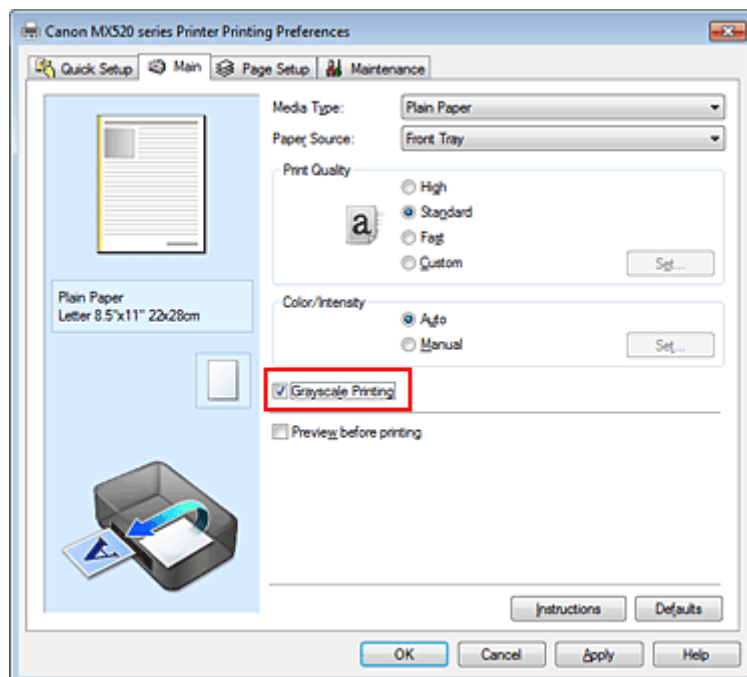 Canon MX520 series Printer Printing Preferences
Quick Setup Main Page Setup Maintenance
Media Type: Plain Paper
Paper Source: Front Tray
Print Quality
High
a Standard
Fast
Custom Set...
Plain Paper
Letter 8.5"x11" 22x28cm
Color/Intensity
Auto
Manual Set...
Grayscale Printing
Preview before printing
A
Instructions Defaults
OK Cancel Apply Help